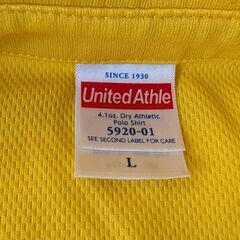 SINCE 1930
United Athle
4.1oz. Dry Athletic
Polo Shirt
5920-01
SEE SECOND LABEL FOR CARE
L